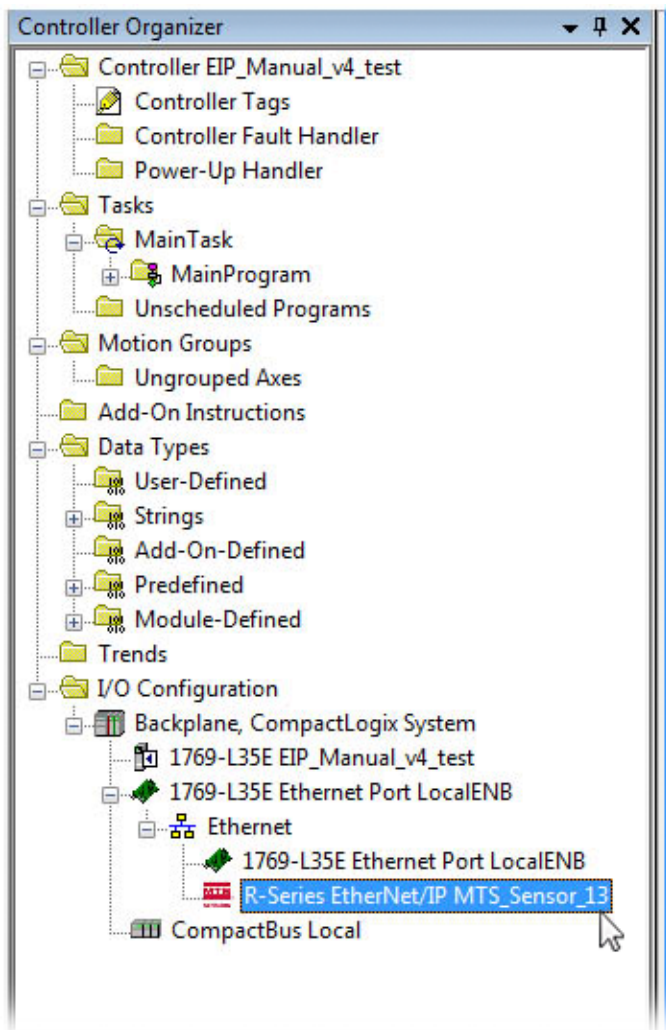 Controller Organizer
Controller EIP_Manual_v4_test
Controller Tags
Controller Fault Handler
Power-Up Handler
Tasks
MainTask
MainProgram
Unscheduled Programs
Motion Groups
Ungrouped Axes
Add-On Instructions
Data Types
User-Defined
Strings
Add-On-Defined
Predefined
Module-Defined
Trends
I/O Configuration
Backplane, CompactLogix System
1769-L35E EIP_Manual_v4_test
1769-L35E Ethernet Port LocalENB
Ethernet
1769-L35E Ethernet Port LocalENB
MTS R-Series EtherNet/IP MTS_Sensor_13
CompactBus Local